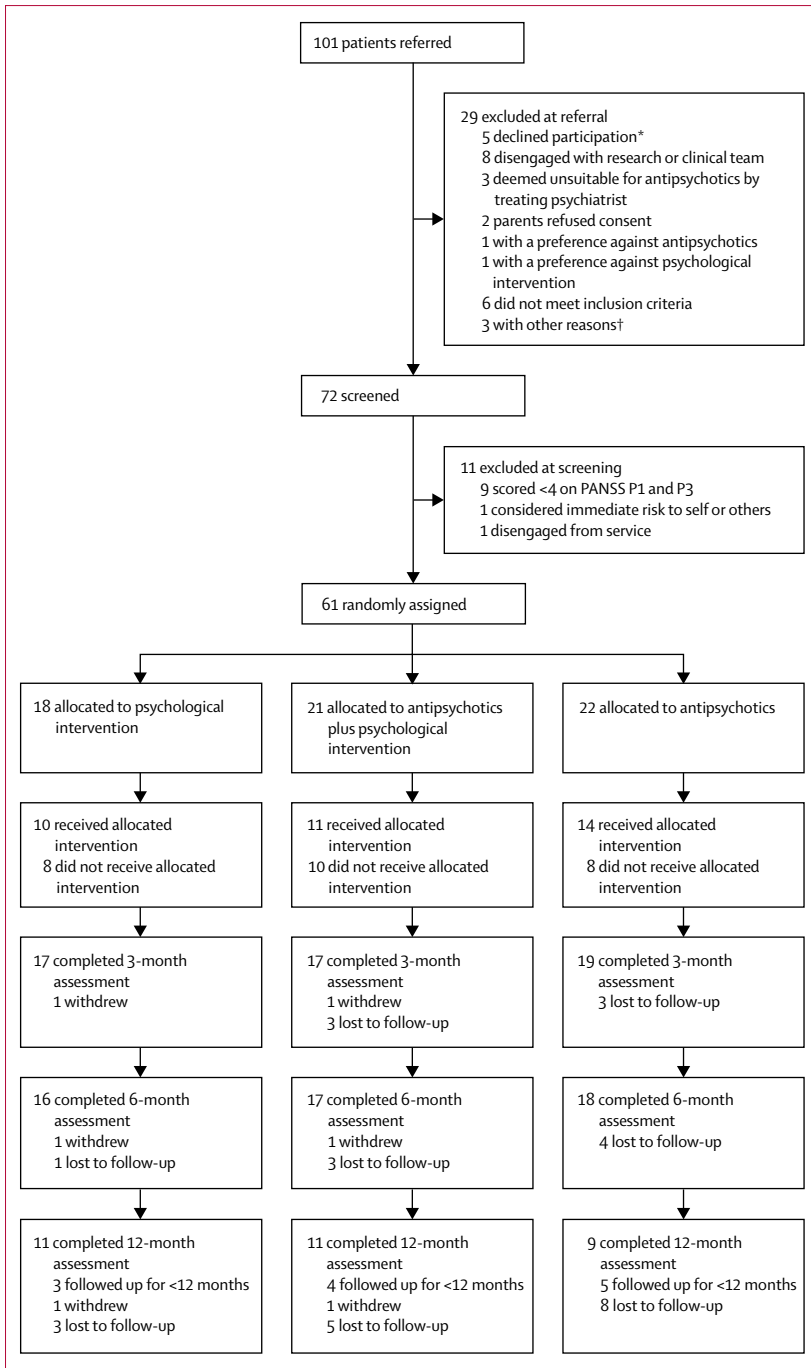 101 patients referred
29 excluded at referral
5 declined participation*
8 disengaged with research or clinical team
3 deemed unsuitable for antipsychotics by
treating psychiatrist
2 parents refused consent
1 with a preference against antipsychotics
1 with a preference against psychological
intervention
6 did not meet inclusion criteria
3 with other reasons†
72 screened
11 excluded at screening
9 scored <4 on PANSS P1 and P3
1 considered immediate risk to self or others
1 disengaged from service
61 randomly assigned
18 allocated to psychological
intervention
21 allocated to antipsychotics
plus psychological
intervention
22 allocated to antipsychotics
10 received allocated
intervention
8 did not receive allocated
intervention
11 received allocated
intervention
10 did not receive allocated
intervention
14 received allocated
intervention
8 did not receive allocated
intervention
17 completed 3-month
assessment
1 withdrew
17 completed 3-month
assessment
1 withdrew
3 lost to follow-up
19 completed 3-month
assessment
3 lost to follow-up
16 completed 6-month
assessment
1 withdrew
1 lost to follow-up
17 completed 6-month
assessment
1 withdrew
3 lost to follow-up
18 completed 6-month
assessment
4 lost to follow-up
11 completed 12-month
assessment
3 followed up for <12 months
1 withdrew
3 lost to follow-up
11 completed 12-month
assessment
4 followed up for <12 months
1 withdrew
5 lost to follow-up
9 completed 12-month
assessment
5 followed up for <12 months
8 lost to follow-up